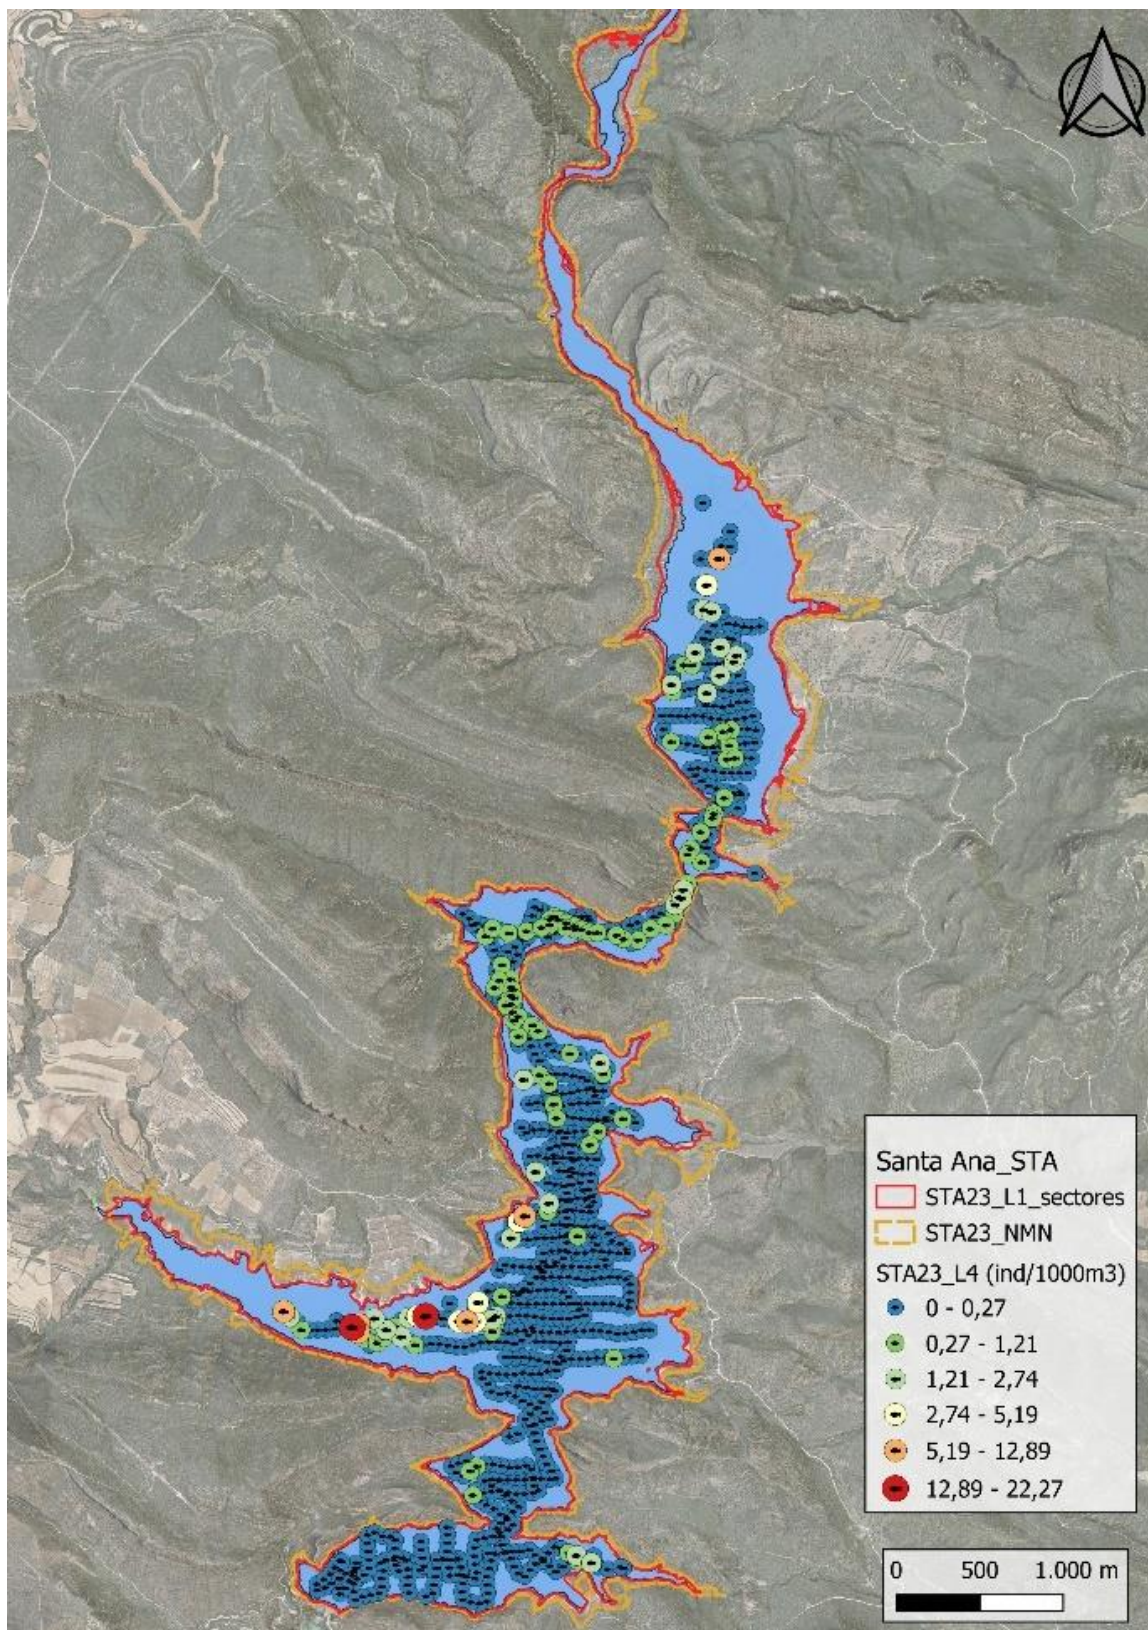 Santa Ana_STA
STA23_L1_sectores
STA23_NMN
STA23_L4 (ind/1000m3)
0 - 0,27
0,27 - 1,21
1,21 - 2,74
2,74 - 5,19
5,19 - 12,89
12,89 - 22,27
0 500 1.000 m